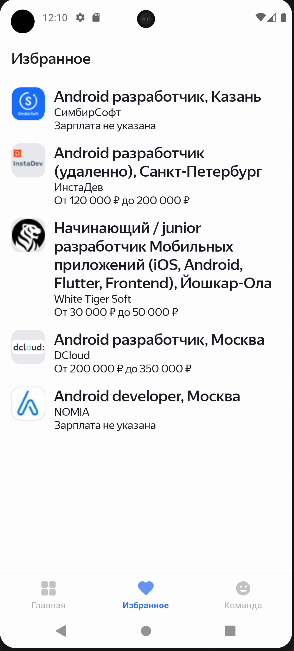 12:10
Избранное
Android разработчик, Казань
СимбирСофт
Зарплата не указана
InstaDev
Android разработчик
(удаленно), Санкт-Петербург
ИнстаДев
От 120 000 ₽ до 200 000 ₽
Начинающий / junior
разработчик Мобильных
приложений (iOS, Android,
Flutter, Frontend), Йошкар-Ола
White Tiger Soft
От 30 000 ₽ до 50 000 ₽
dcloud:
Android разработчик, Москва
DCloud
От 200 000 ₽ до 350 000 ₽
Android developer, Москва
NOMIA
Зарплата не указана
Главная
Избранное
Команда